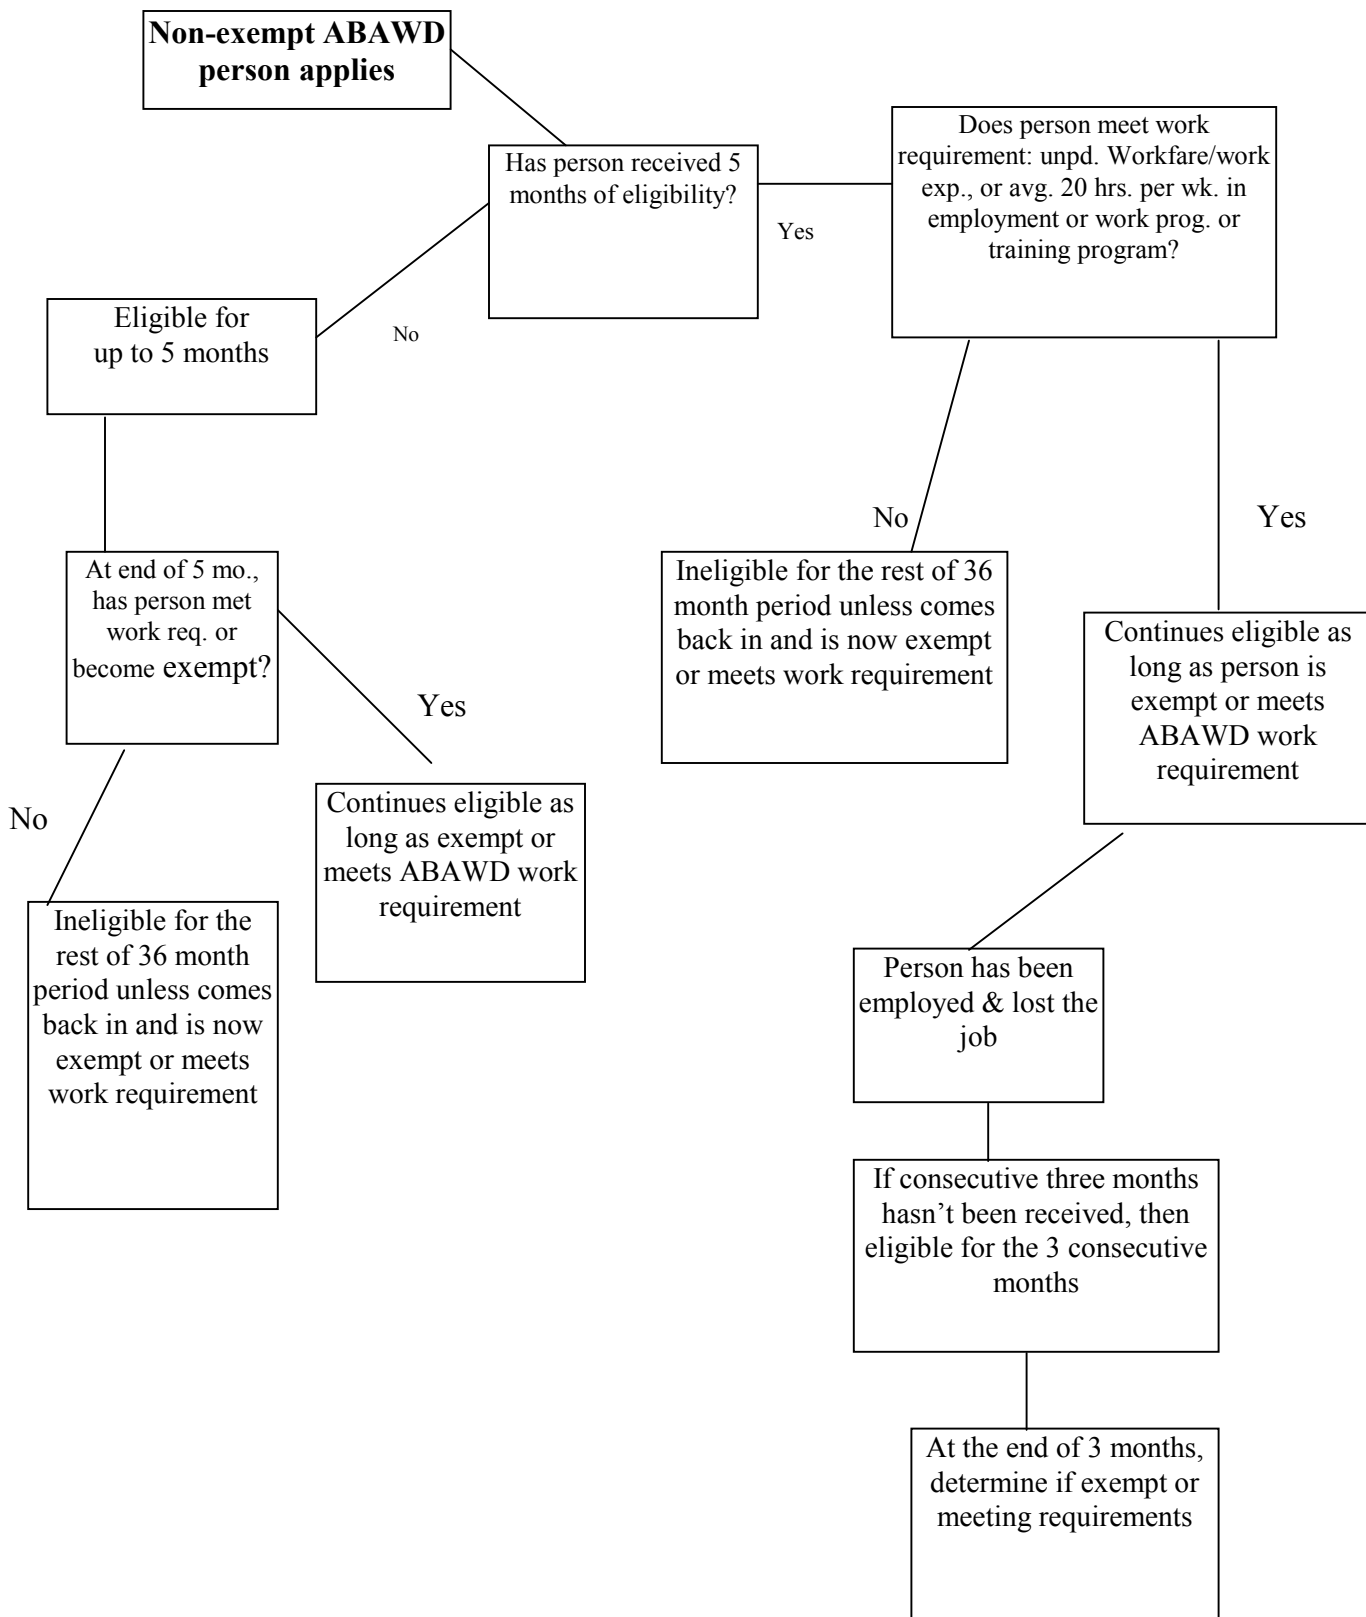 Non-exempt ABAWD
person applies
Has person received 5
months of eligibility?
Yes
No
Does person meet work
requirement: unpd. Workfare/work
exp., or avg. 20 hrs. per wk. in
employment or work prog. or
training program?
Eligible for
up to 5 months
At end of 5 mo.,
has person met
work req. or
become exempt?
Yes
No
Continues eligible as
long as exempt or
meets ABAWD work
requirement
Ineligible for the
rest of 36 month
period unless comes
back in and is now
exempt or meets
work requirement
No
Yes
Ineligible for the rest of 36
month period unless comes
back in and is now exempt
or meets work requirement
Continues eligible as
long as person is
exempt or meets
ABAWD work
requirement
Person has been
employed & lost the
job
If consecutive three months
hasn’t been received, then
eligible for the 3 consecutive
months
At the end of 3 months,
determine if exempt or
meeting requirements